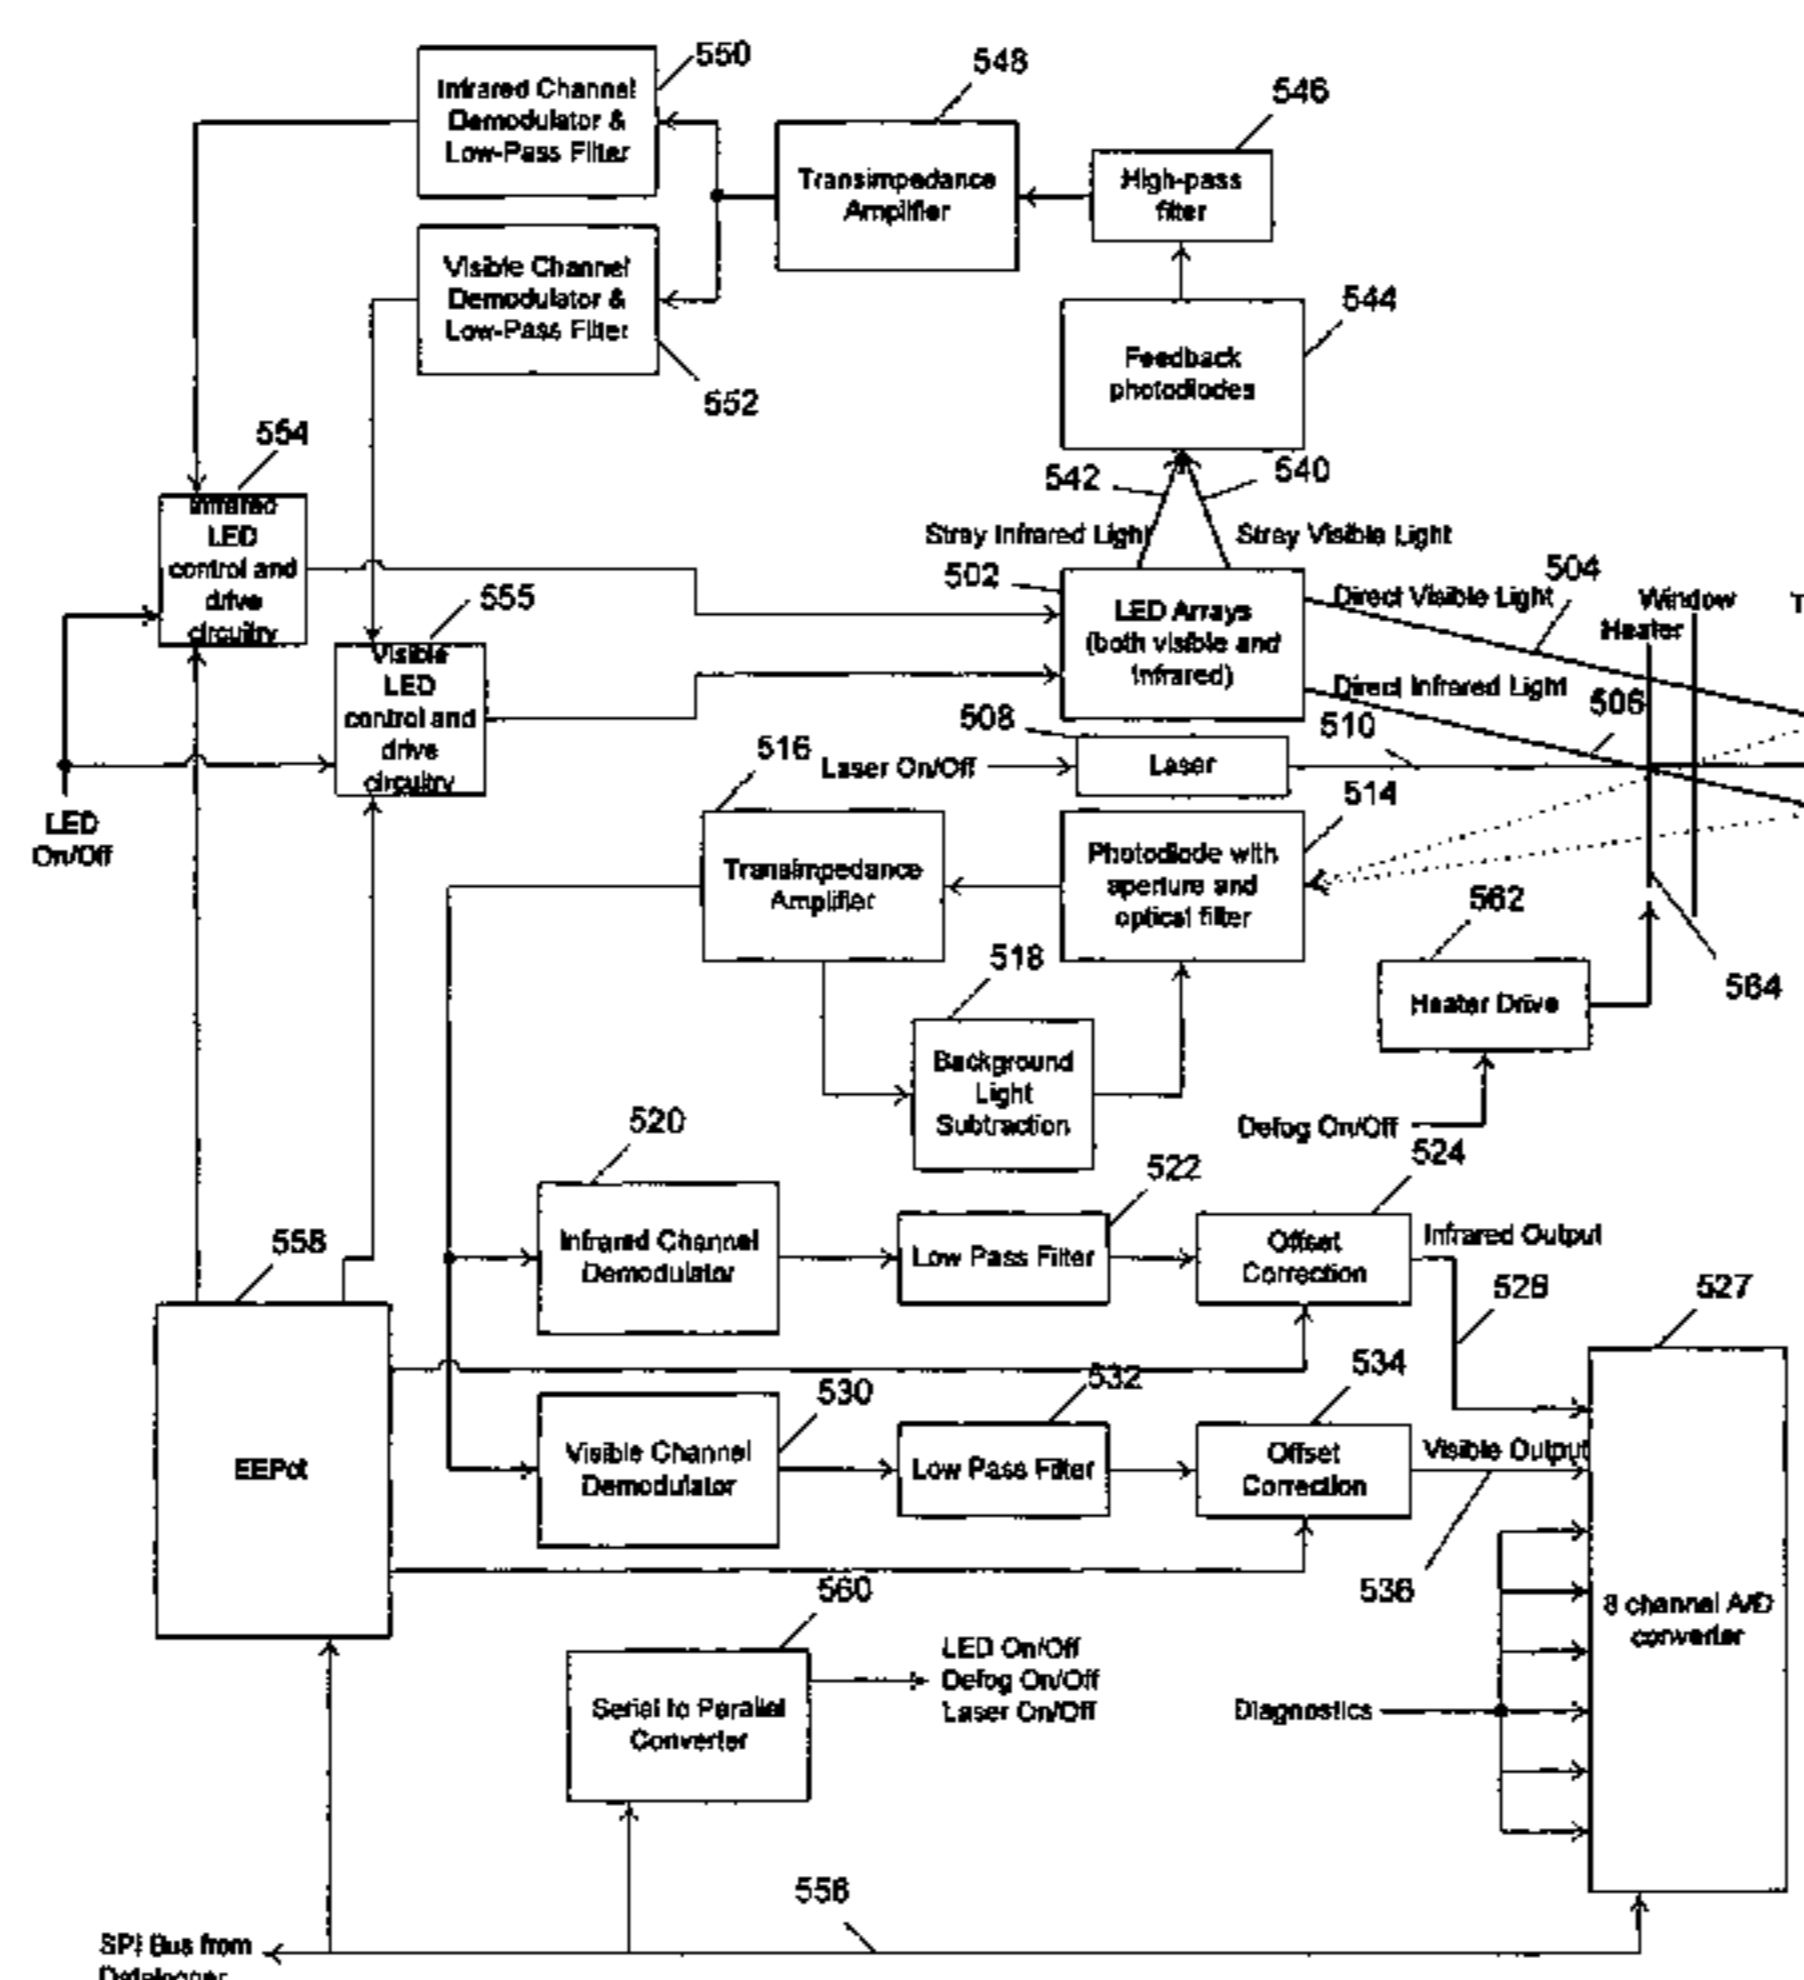 550
548
546
Infrared Channel
Demodulator &
Low-Pass Filter
Transimpedance
Amplifier
High-pass
filter
Visible Channel
Demodulator &
Low-Pass Filter
552
544
Feedback
photodiodes
554
542
540
Infrared
LED
control and
drive
circuitry
Stray Infrared Light
Stray Visible Light
502
504
555
LED Arrays
(both visible and
infrared)
Direct Visible Light
Window
Heater
T
Visible
LED
control and
drive
circuitry
Direct Infrared Light
506
508
510
516
Laser On/Off
Laser
514
LED
On/Off
Transimpedance
Amplifier
Photodiode with
aperture and
optical filter
562
518
564
Heater Drive
Background
Light
Subtraction
520
Defog On/Off
524
522
558
Infrared Channel
Demodulator
Low Pass Filter
Offset
Correction
Infrared Output
526
527
532
534
530
EEPot
Visible Channel
Demodulator
Low Pass Filter
Offset
Correction
Visible Output
536
560
8 channel A/D
converter
LED On/Off
Defog On/Off
Laser On/Off
Serial to Parallel
Converter
Diagnostics
556
SPI Bus from
Datalogger